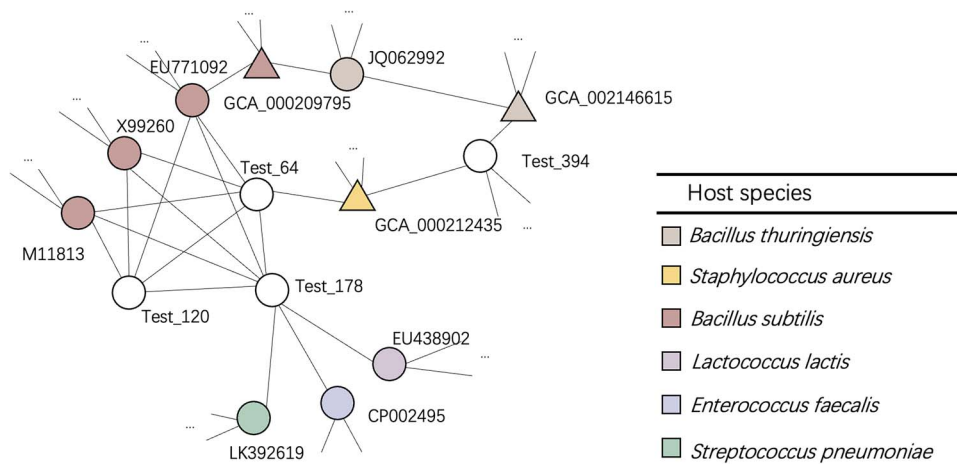 ...
...
...
...
EU771092
JQ062992
GCA_000209795
GCA_002146615
...
X99260
...
...
Test_64
Test_394
M11813
GCA_000212435
...
Test_178
Test_120
EU438902
...
CP002495
...
LK392619
Host species
Bacillus thuringiensis
Staphylococcus aureus
Bacillus subtilis
Lactococcus lactis
Enterococcus faecalis
Streptococcus pneumoniae